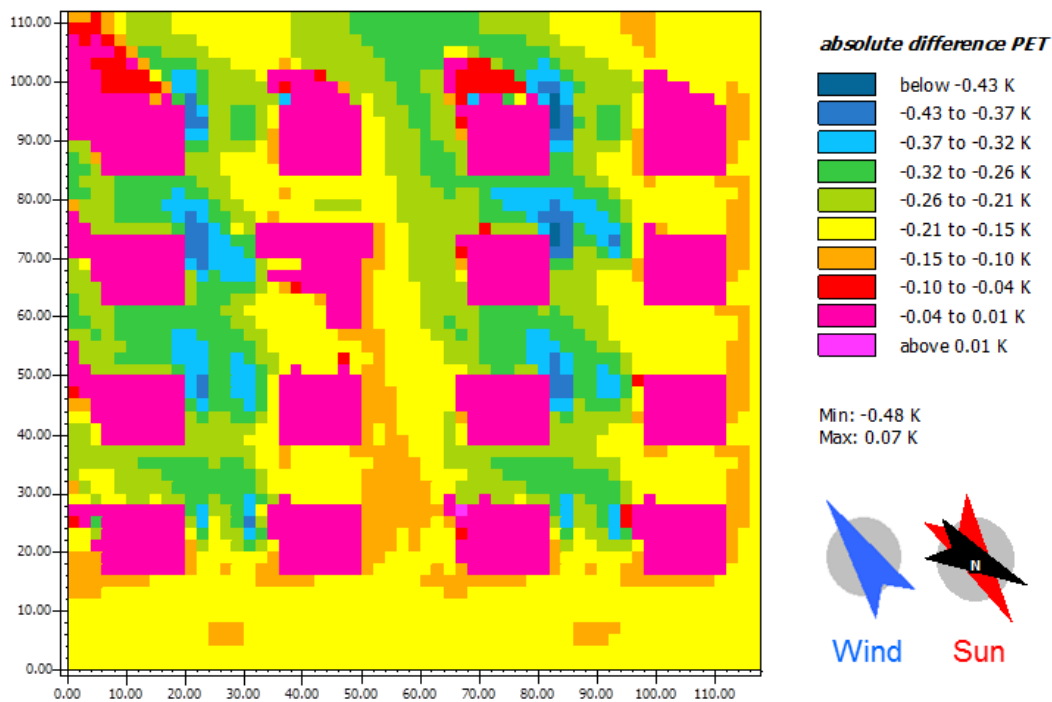 110.00
100.00
90.00
80.00
70.00
60.00
50.00
40.00
30.00
20.00
10.00
0.00
0.00 10.00 20.00 30.00 40.00 50.00 60.00 70.00 80.00 90.00 100.00 110.00
absolute difference PET
below -0.43 K
-0.43 to -0.37 K
-0.37 to -0.32 K
-0.32 to -0.26 K
-0.26 to -0.21 K
-0.21 to -0.15 K
-0.15 to -0.10 K
-0.10 to -0.04 K
-0.04 to 0.01 K
above 0.01 K
Min: -0.48 K
Max: 0.07 K
N
Wind
Sun